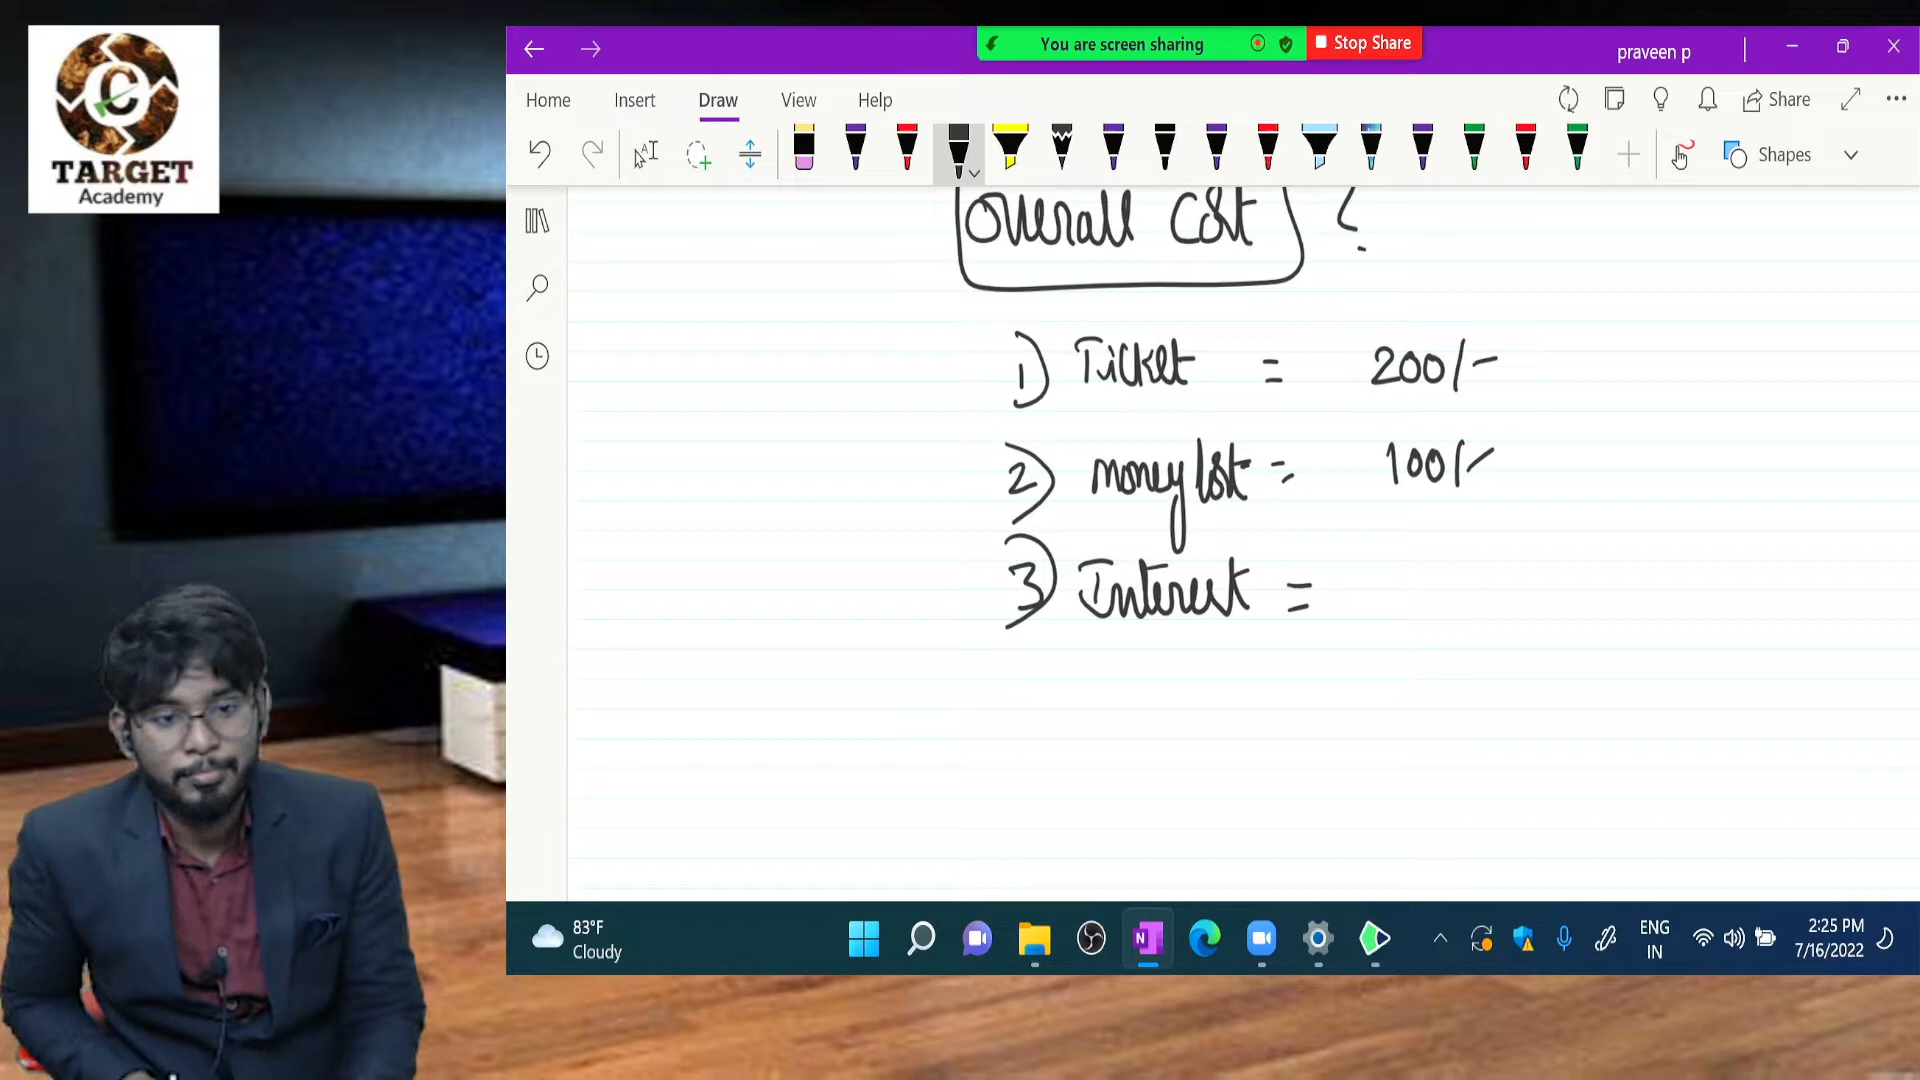 TARGET
Academy
You are screen sharing
Stop Share
praveen p
Home Insert Draw View Help
Share
Shapes
Overall Cost ?
1) Ticket = 200/-
2) money lost = 100/-
3) Interest =
83°F
Cloudy
ENG
IN
2:25 PM
7/16/2022